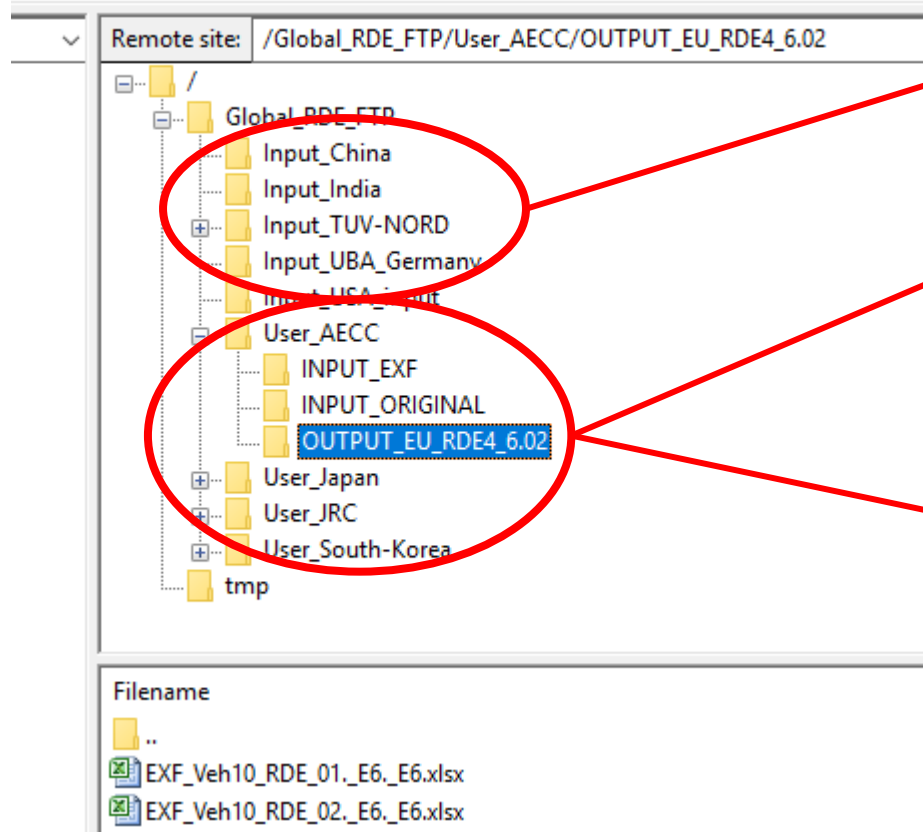 Remote site: /Global_RDE_FTP/User_AECC/OUTPUT_EU_RDE4_6.02
/
Global_RDE_FTP
Input_China
Input_India
Input_TUV-NORD
Input_UBA_Germany
Input_USA_input
User_AECC
INPUT_EXF
INPUT_ORIGINAL
OUTPUT_EU_RDE4_6.02
User_Japan
User_JRC
User_South-Korea
tmp
Filename
..
EXF_Veh10_RDE_01._E6._E6.xlsx
EXF_Veh10_RDE_02._E6._E6.xlsx